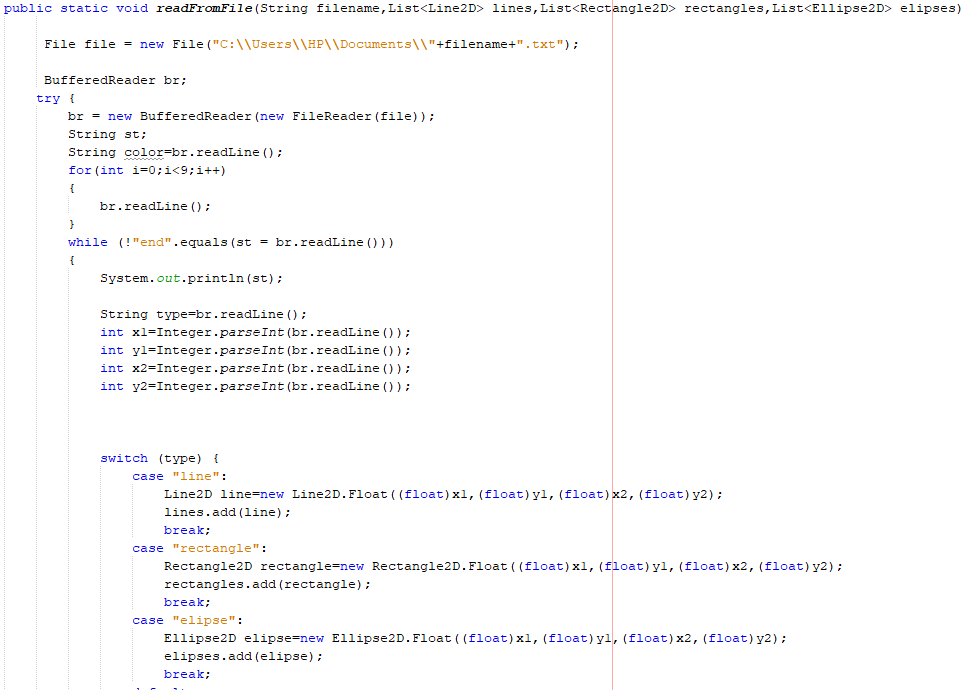 public static void readFromFile(String filename,List<Line2D> lines,List<Rectangle2D> rectangles,List<Ellipse2D> elipses)
File file = new File("C:\\Users\\HP\\Documents\\"+filename+".txt");
BufferedReader br;
try {
br = new BufferedReader(new FileReader(file));
String st;
String color=br.readLine();
for(int i=0;i<9;i++)
{
br.readLine();
}
while (!"end".equals(st = br.readLine()))
{
System.out.println(st);
String type=br.readLine();
int x1=Integer.parseInt(br.readLine());
int y1=Integer.parseInt(br.readLine());
int x2=Integer.parseInt(br.readLine());
int y2=Integer.parseInt(br.readLine());
switch (type) {
case "line":
Line2D line=new Line2D.Float((float)x1,(float)y1,(float)x2,(float)y2);
lines.add(line);
break;
case "rectangle":
Rectangle2D rectangle=new Rectangle2D.Float((float)x1,(float)y1,(float)x2,(float)y2);
rectangles.add(rectangle);
break;
case "elipse":
Ellipse2D elipse=new Ellipse2D.Float((float)x1,(float)y1,(float)x2,(float)y2);
elipses.add(elipse);
break;